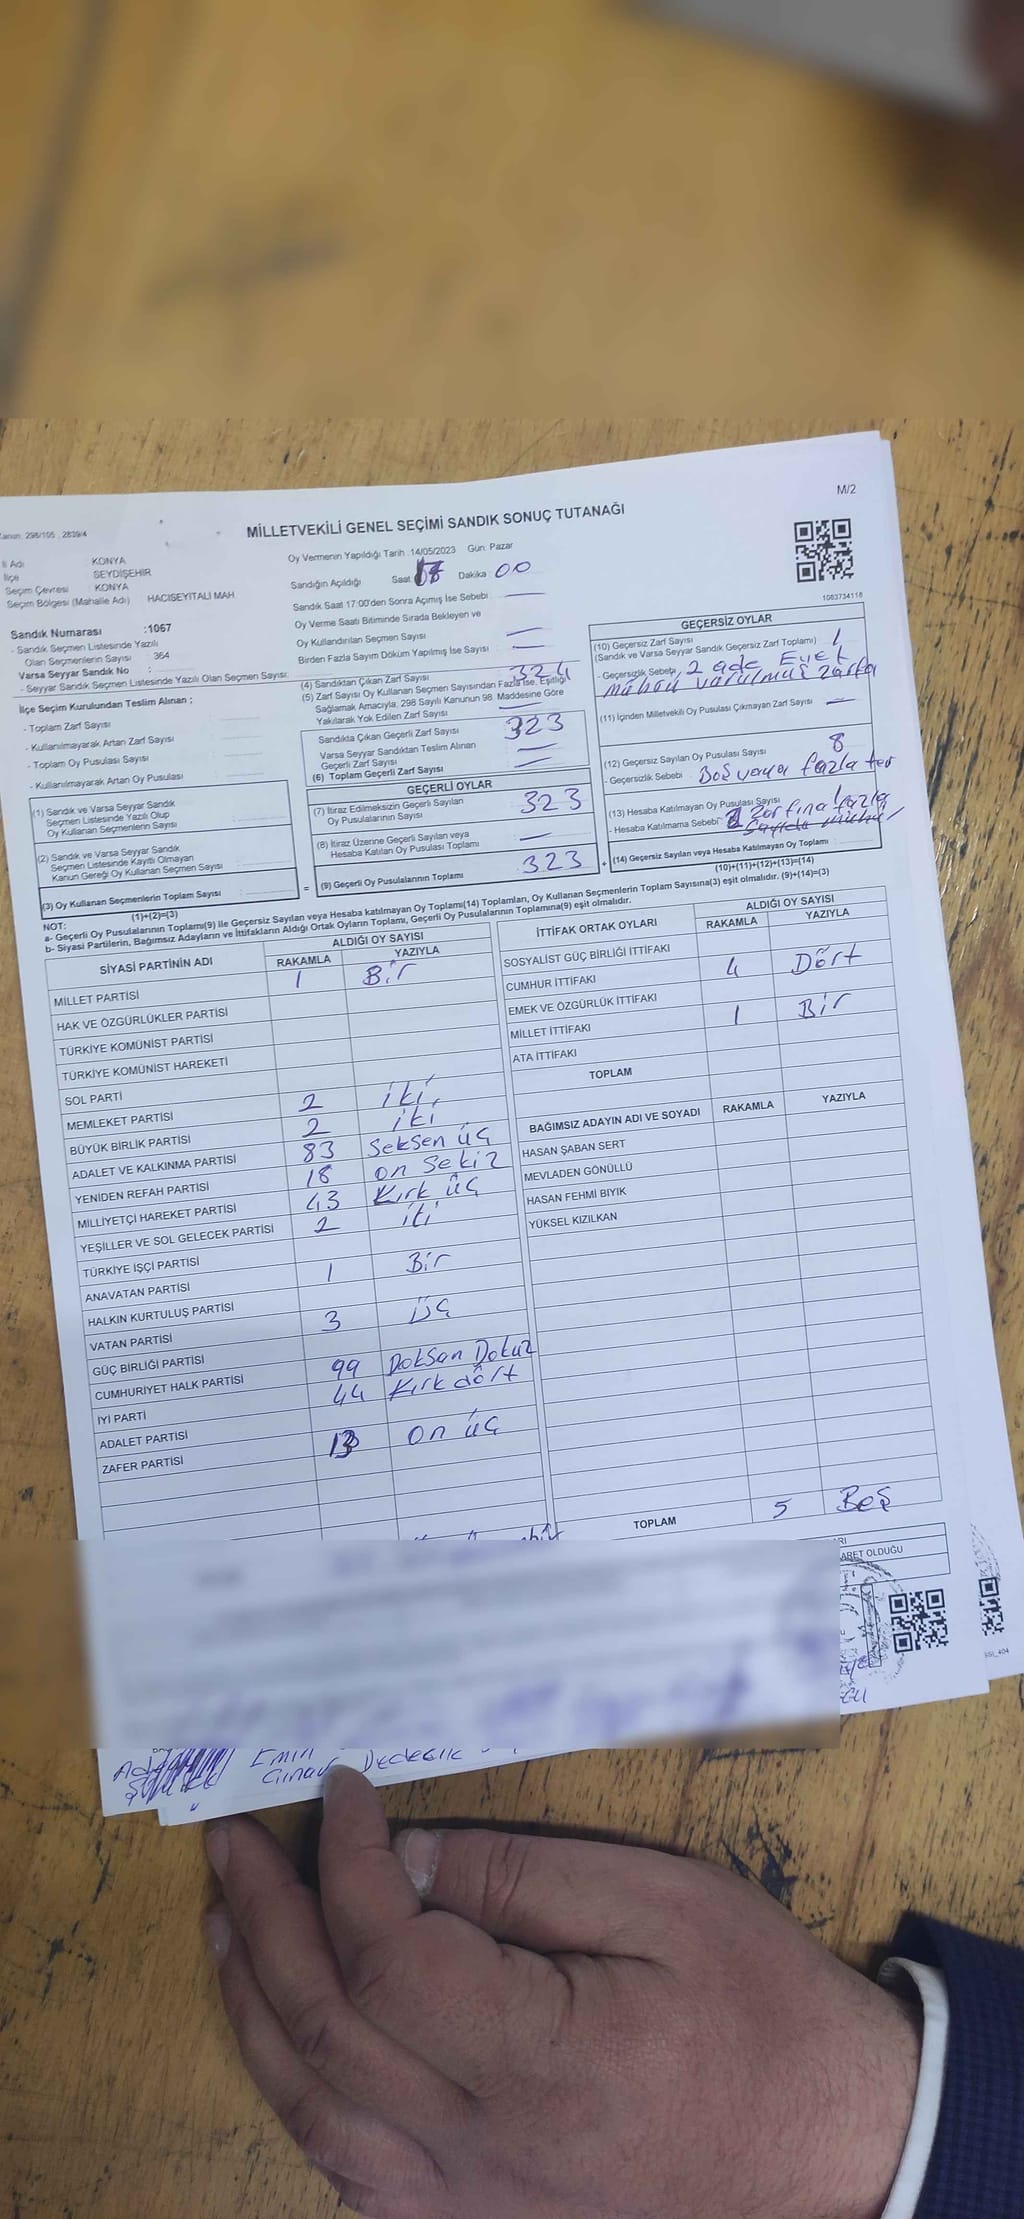 M/2
Kanun: 298/105 , 2839/4
MİLLETVEKİLİ GENEL SEÇİMİ SANDIK SONUÇ TUTANAĞI
İl Adı KONYA
İlçe SEYDİŞEHİR
Seçim Çevresi KONYA
Seçim Bölgesi (Mahalle Adı) HACISEYİTALİ MAH
Sandık Numarası :1067
- Sandık Seçmen Listesinde Yazılı
Olan Seçmenlerin Sayısı : 364
Varsa Seyyar Sandık No :
- Seyyar Sandık Seçmen Listesinde Yazılı Olan Seçmen Sayısı:
İlçe Seçim Kurulundan Teslim Alınan ;
- Toplam Zarf Sayısı
- Kullanılmayarak Artan Zarf Sayısı
- Toplam Oy Pusulası Sayısı
- Kullanılmayarak Artan Oy Pusulası
(1) Sandık ve Varsa Seyyar Sandık
Seçmen Listesinde Yazılı Olup
Oy Kullanan Seçmenlerin Sayısı
(2) Sandık ve Varsa Seyyar Sandık
Seçmen Listesinde Kayıtlı Olmayan
Kanun Gereği Oy Kullanan Seçmen Sayısı
(3) Oy Kullanan Seçmenlerin Toplam Sayısı
(1)+(2)=(3)
Oy Vermenin Yapıldığı Tarih :14/05/2023 Gün: Pazar
Sandığın Açıldığı Saat Dakika 00
Sandık Saat 17:00'den Sonra Açımış İse Sebebi
Oy Verme Saati Bitiminde Sırada Bekleyen ve
Oy Kullandırılan Seçmen Sayısı
Birden Fazla Sayım Döküm Yapılmış İse Sayısı
(4) Sandıktan Çıkan Zarf Sayısı 324
(5) Zarf Sayısı Oy Kullanan Seçmen Sayısından Fazla İse, Eşitliği
Sağlamak Amacıyla, 298 Sayılı Kanunun 98. Maddesine Göre
Yakılarak Yok Edilen Zarf Sayısı
Sandıkta Çıkan Geçerli Zarf Sayısı 323
Varsa Seyyar Sandıktan Teslim Alınan
Geçerli Zarf Sayısı
(6) Toplam Geçerli Zarf Sayısı
GEÇERLİ OYLAR
(7) İtiraz Edilmeksizin Geçerli Sayılan
Oy Pusulalarının Sayısı 323
(8) İtiraz Üzerine Geçerli Sayılan veya
Hesaba Katılan Oy Pusulası Toplamı
(9) Geçerli Oy Pusulalarının Toplamı 323
1083734118
GEÇERSİZ OYLAR
(10) Geçersiz Zarf Sayısı
(Sandık ve Varsa Seyyar Sandık Geçersiz Zarf Toplamı) 1
- Geçersizlik Sebebi 2 ade Evet
mühürü vurulmuş zarfa
(11) İçinden Milletvekili Oy Pusulası Çıkmayan Zarf Sayısı
(12) Geçersiz Sayılan Oy Pusulası Sayısı 8
- Geçersizlik Sebebi : Boş fazla
(13) Hesaba Katılmayan Oy Pusulası Sayısı 1
- Hesaba Katılmama Sebebi : fazla
(14) Geçersiz Sayılan veya Hesaba Katılmayan Oy Toplamı :
(10)+(11)+(12)+(13)=(14)
NOT:
a- Geçerli Oy Pusulalarının Toplamı(9) ile Geçersiz Sayılan veya Hesaba katılmayan Oy Toplamı(14) Toplamları, Oy Kullanan Seçmenlerin Toplam Sayısına(3) eşit olmalıdır. (9)+(14)=(3)
b- Siyasi Partilerin, Bağımsız Adayların ve İttifakların Aldığı Ortak Oyların Toplamı, Geçerli Oy Pusulalarının Toplamına(9) eşit olmalıdır.
SİYASİ PARTİNİN ADI ALDIĞI OY SAYISI
RAKAMLA YAZIYLA
MİLLET PARTİSİ 1 Bir
HAK VE ÖZGÜRLÜKLER PARTİSİ
TÜRKİYE KOMÜNİST PARTİSİ
TÜRKİYE KOMÜNİST HAREKETİ
SOL PARTİ
MEMLEKET PARTİSİ 2 iki
BÜYÜK BİRLİK PARTİSİ 2 iki
ADALET VE KALKINMA PARTİSİ 83 Seksen üç
YENİDEN REFAH PARTİSİ 18 on sekiz
MİLLİYETÇİ HAREKET PARTİSİ 43 Kırk üç
YEŞİLLER VE SOL GELECEK PARTİSİ 2 iki
TÜRKİYE İŞÇİ PARTİSİ
ANAVATAN PARTİSİ 1 Bir
HALKIN KURTULUŞ PARTİSİ
VATAN PARTİSİ 3 üç
GÜÇ BİRLİĞİ PARTİSİ
CUMHURİYET HALK PARTİSİ 99 Doksan Dokuz
İYİ PARTİ 44 Kırk dört
ADALET PARTİSİ
ZAFER PARTİSİ 13 on üç
İTTİFAK ORTAK OYLARI ALDIĞI OY SAYISI
RAKAMLA YAZIYLA
SOSYALİST GÜÇ BİRLİĞİ İTTİFAKI
CUMHUR İTTİFAKI 4 Dört
EMEK VE ÖZGÜRLÜK İTTİFAKI
MİLLET İTTİFAKI 1 Bir
ATA İTTİFAKI
TOPLAM
BAĞIMSIZ ADAYIN ADI VE SOYADI RAKAMLA YAZIYLA
HASAN ŞABAN SERT
MEVLADEN GÖNÜLLÜ
HASAN FEHMİ BIYIK
YÜKSEL KIZILKAN
TOPLAM 5 Beş
ARET OLDUĞU
Emin